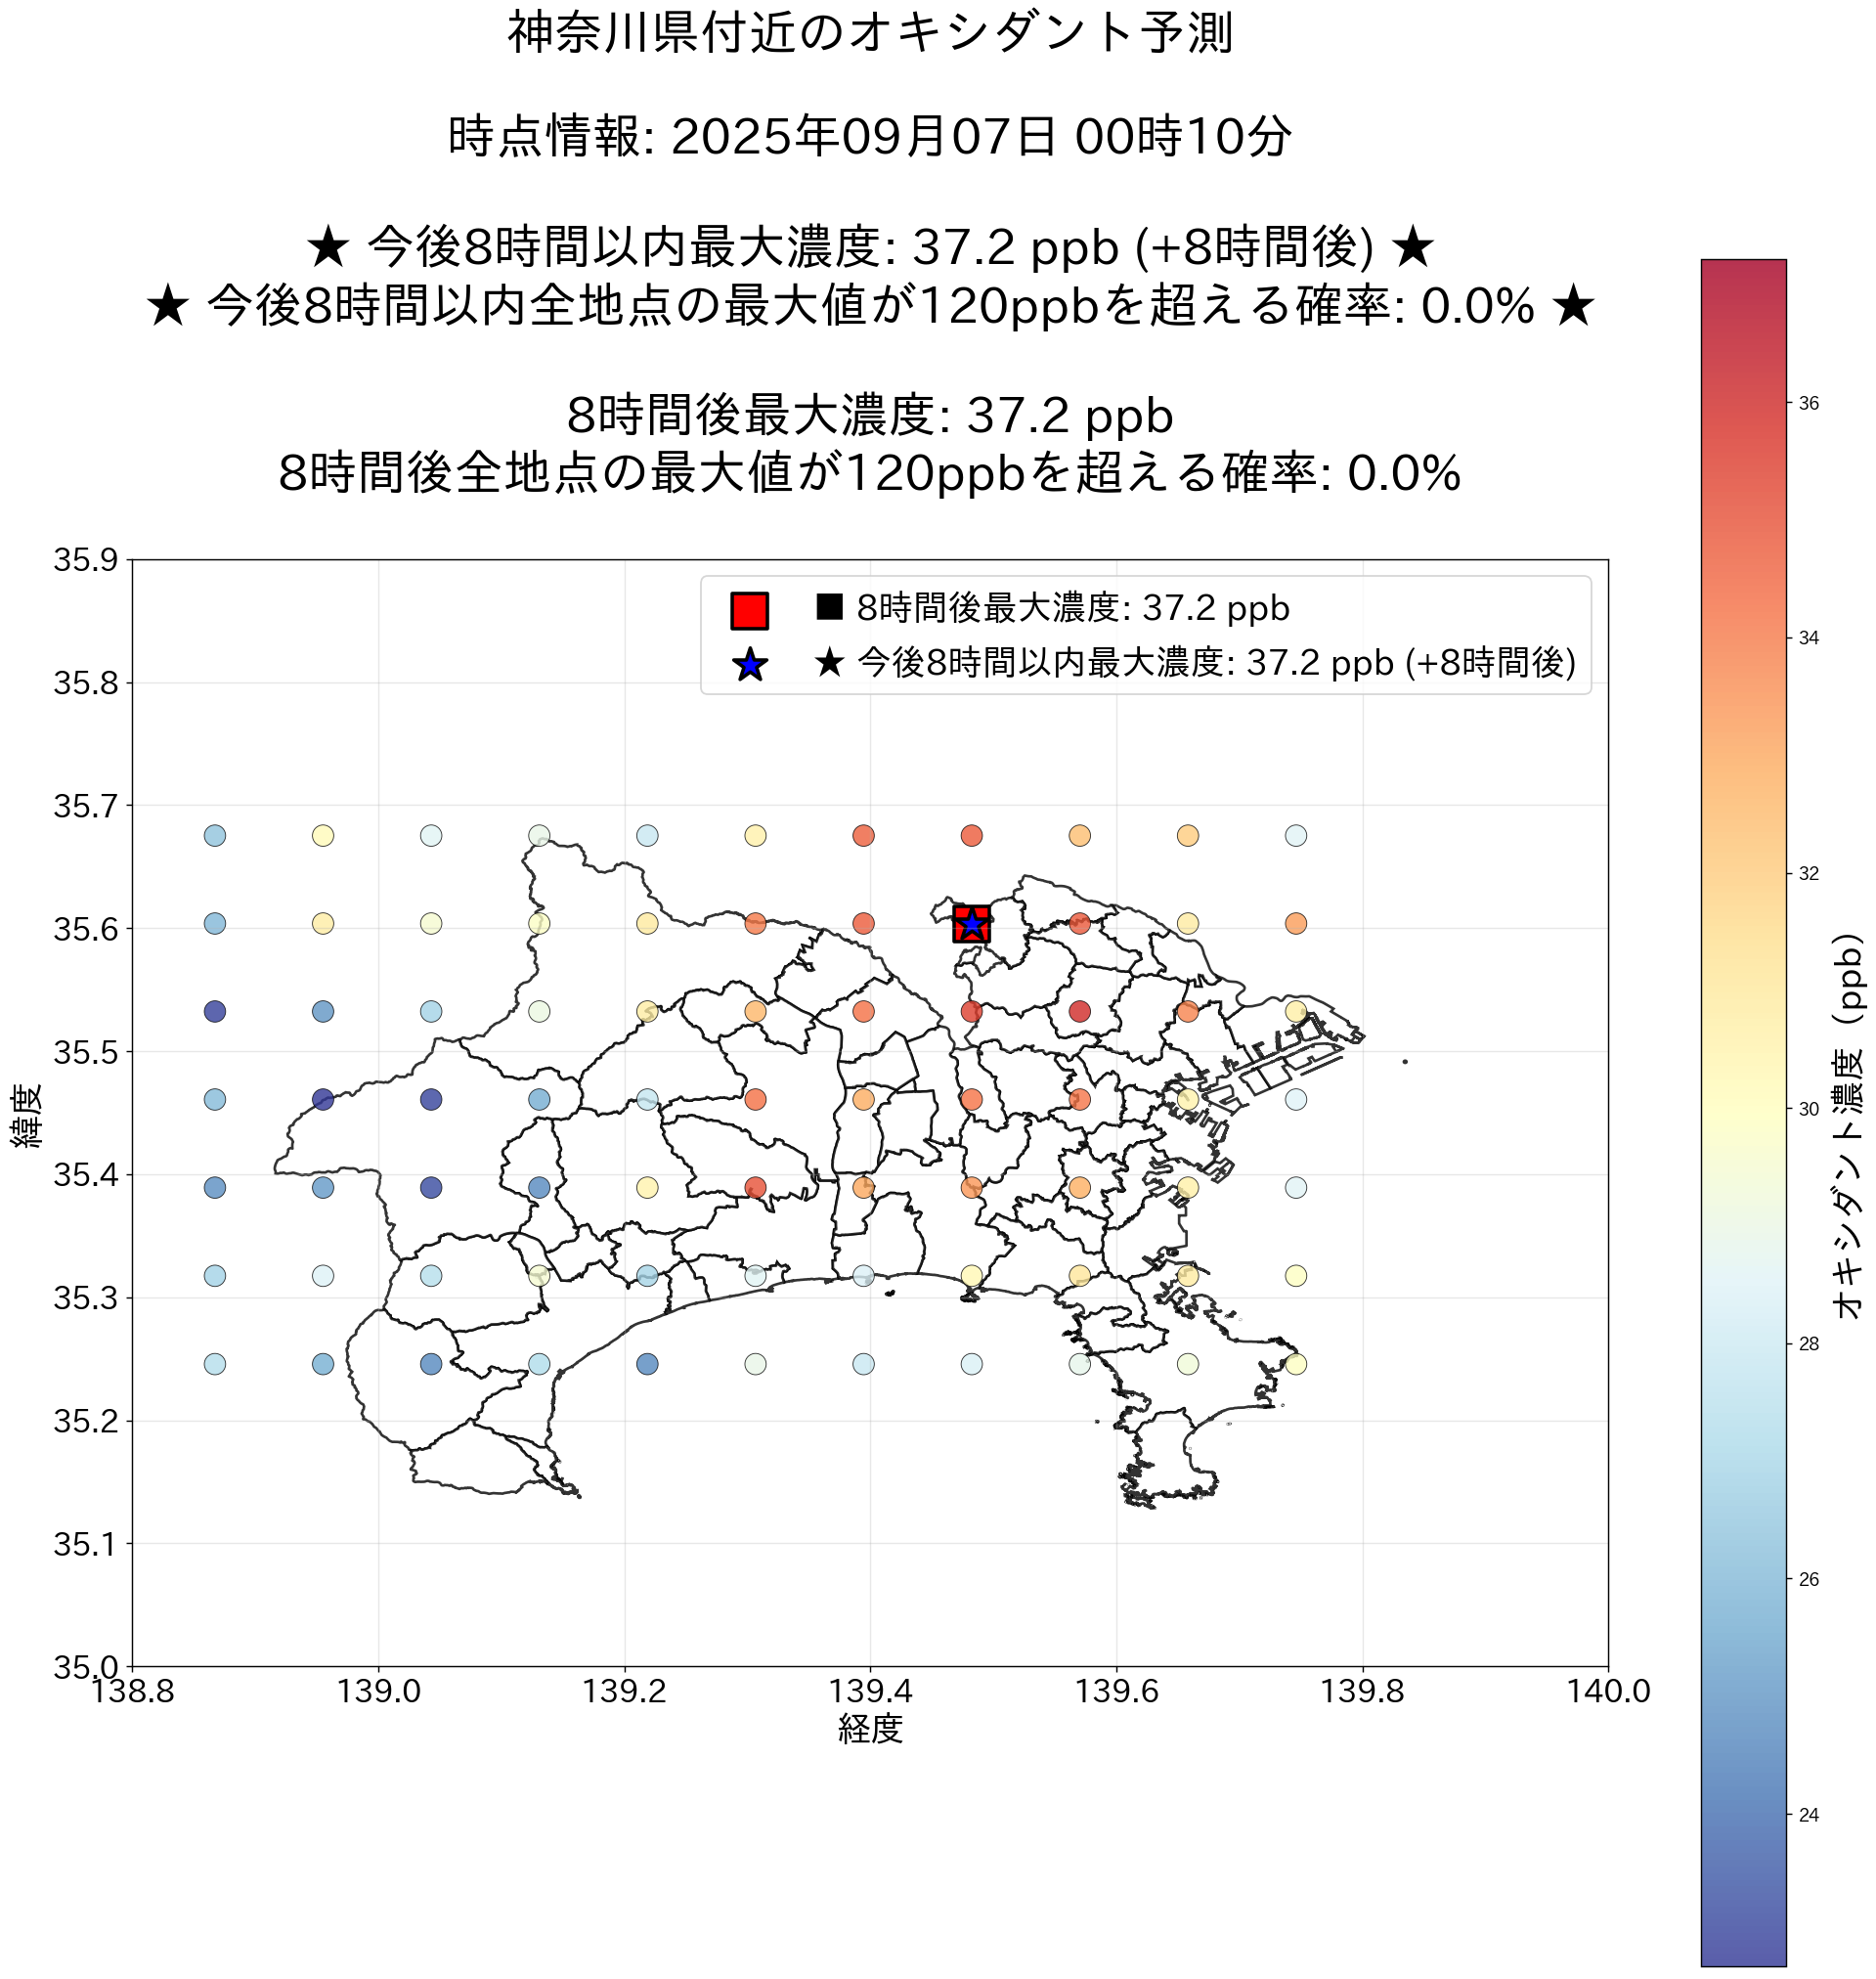 神奈川県付近のオキシダント予測
時点情報: 2025年09月07日 00時10分
★ 今後8時間以内最大濃度: 37.2 ppb (+8時間後) ★
★ 今後8時間以内全地点の最大値が120ppbを超える確率: 0.0% ★
8時間後最大濃度: 37.2 ppb
8時間後全地点の最大値が120ppbを超える確率: 0.0%
■ 8時間後最大濃度: 37.2 ppb
★ 今後8時間以内最大濃度: 37.2 ppb (+8時間後)
35.9
35.8
35.7
35.6
35.5
35.4
35.3
35.2
35.1
35.0
緯度
138.8
139.0
139.2
139.4
139.6
139.8
140.0
経度
36
34
32
30
28
26
24
オキシダント濃度（ppb）